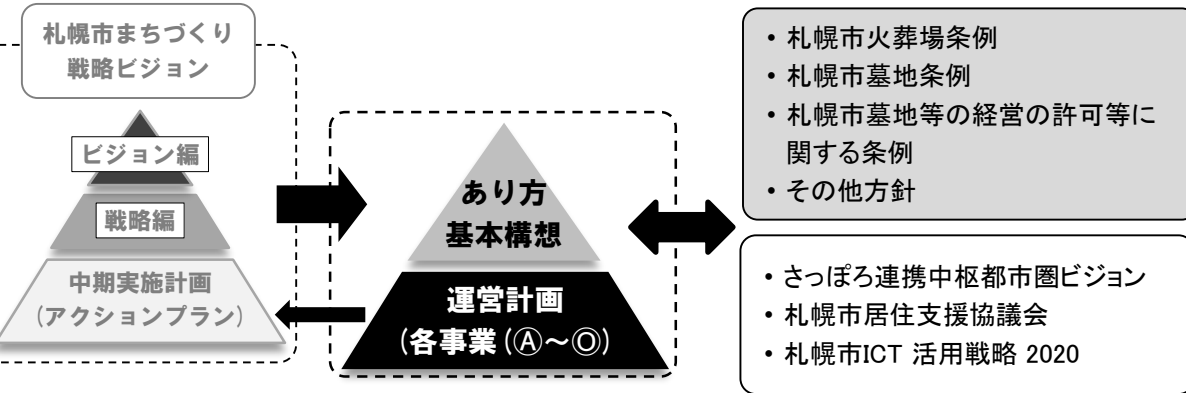 札幌市まちづくり
戦略ビジョン
ビジョン編
戦略編
中期実施計画
(アクションプラン)
あり方
基本構想
運営計画
(各事業(Ⓐ～Ⓞ)
・札幌市火葬場条例
・札幌市墓地条例
・札幌市墓地等の経営の許可等に
関する条例
・その他方針
・さっぽろ連携中枢都市圏ビジョン
・札幌市居住支援協議会
・札幌市ICT 活用戦略 2020